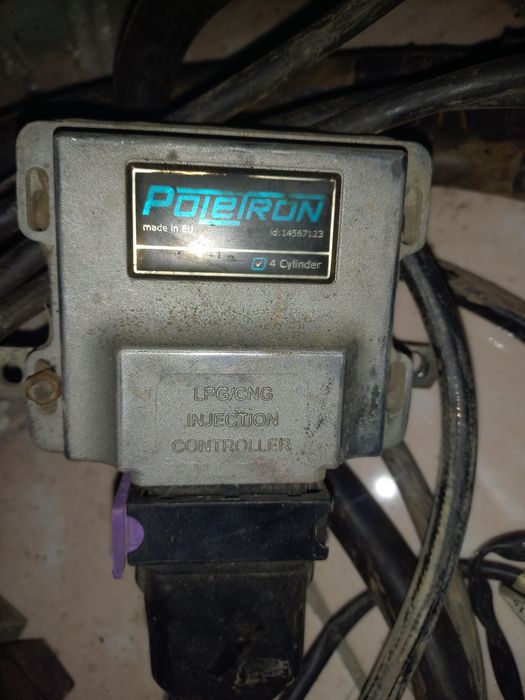 POLETRON
made in EU
id:14567123
4 Cylinder
LPG/CNG
INJECTION
CONTROLLER